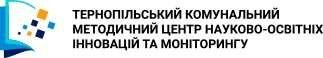 ТЕРНОПІЛЬСЬКИЙ КОМУНАЛЬНИЙ
МЕТОДИЧНИЙ ЦЕНТР НАУКОВО-ОСВІТНІХ
ІННОВАЦІЙ ТА МОНІТОРИНГУ